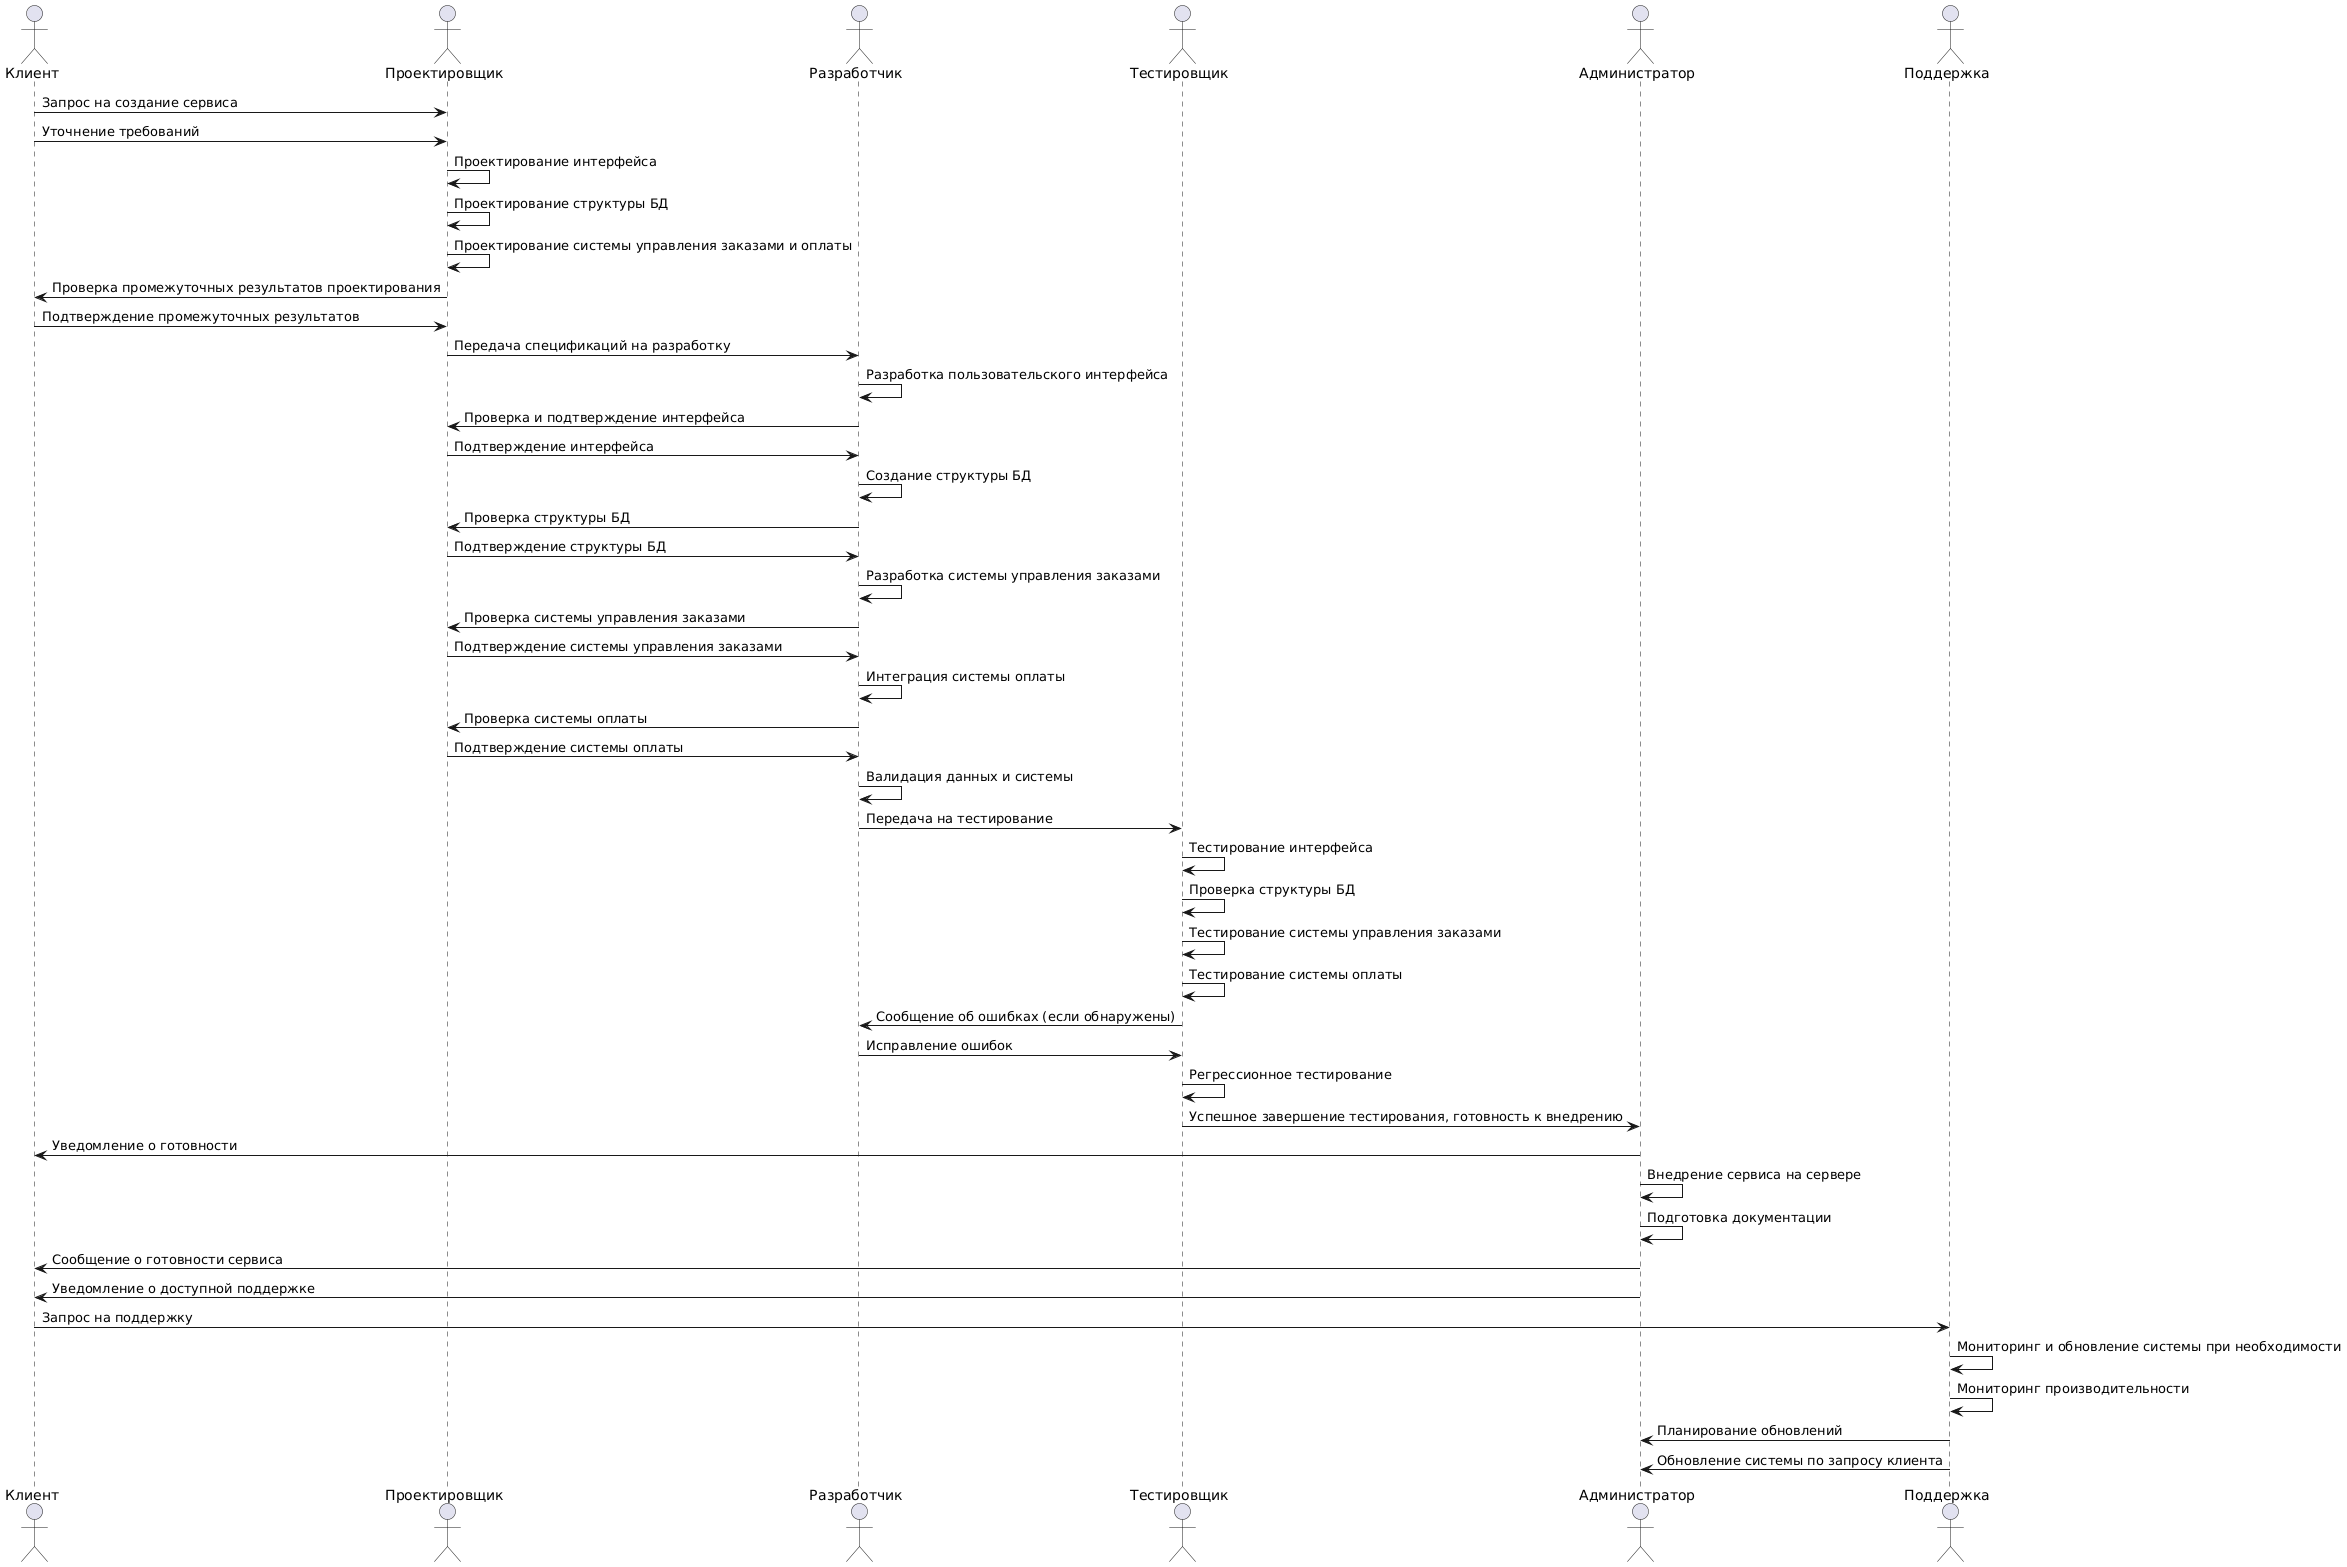 Клиент
Проектировщик
Разработчик
Тестировщик
Администратор
Поддержка
Запрос на создание сервиса
Уточнение требований
Проектирование интерфейса
Проектирование структуры БД
Проектирование системы управления заказами и оплаты
Проверка промежуточных результатов проектирования
Подтверждение промежуточных результатов
Передача спецификаций на разработку
Разработка пользовательского интерфейса
Проверка и подтверждение интерфейса
Подтверждение интерфейса
Создание структуры БД
Проверка структуры БД
Подтверждение структуры БД
Разработка системы управления заказами
Проверка системы управления заказами
Подтверждение системы управления заказами
Интеграция системы оплаты
Проверка системы оплаты
Подтверждение системы оплаты
Валидация данных и системы
Передача на тестирование
Тестирование интерфейса
Проверка структуры БД
Тестирование системы управления заказами
Тестирование системы оплаты
Сообщение об ошибках (если обнаружены)
Исправление ошибок
Регрессионное тестирование
Успешное завершение тестирования, готовность к внедрению
Уведомление о готовности
Внедрение сервиса на сервере
Подготовка документации
Сообщение о готовности сервиса
Уведомление о доступной поддержке
Запрос на поддержку
Мониторинг и обновление системы при необходимости
Мониторинг производительности
Планирование обновлений
Обновление системы по запросу клиента
Клиент
Проектировщик
Разработчик
Тестировщик
Администратор
Поддержка